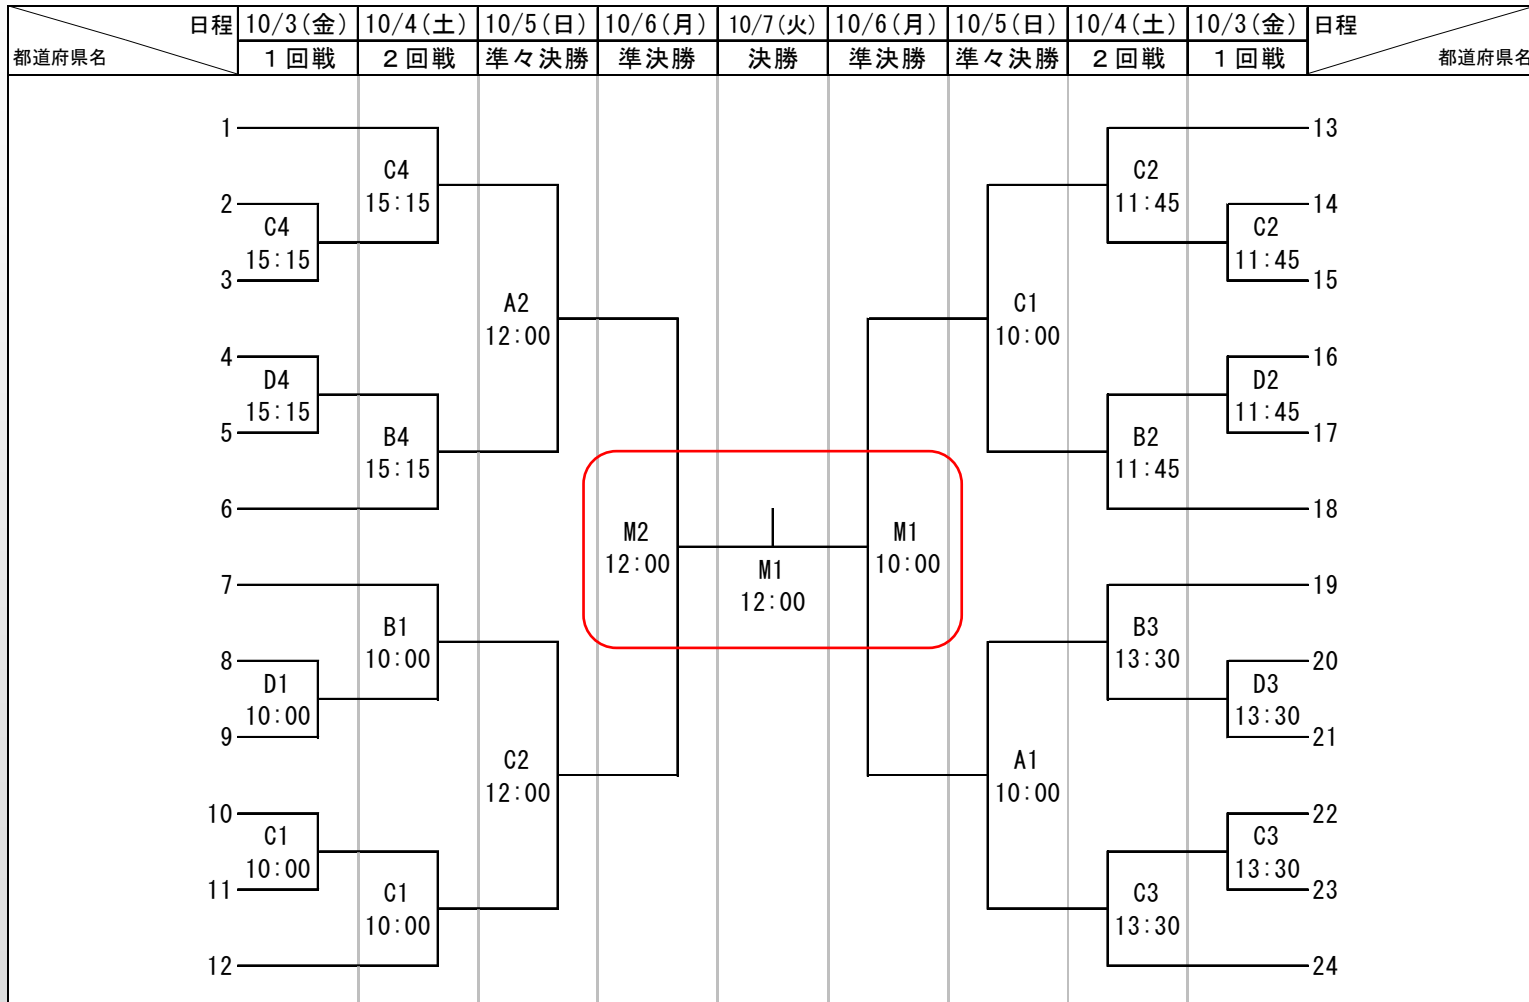 日程 10/3(金) 10/4(土) 10/5(日) 10/6(月) 10/7(火) 10/6(月) 10/5(日) 10/4(土) 10/3(金) 日程
都道府県名 １回戦 ２回戦 準々決勝 準決勝 決勝 準決勝 準々決勝 ２回戦 １回戦 都道府県名
1 13
C4 C2
15:15 11:45
2 14
C4 C2
15:15 11:45
3 15
A2 C1
12:00 10:00
4 16
D4 D2
15:15 11:45
5 17
B4 B2
15:15 11:45
6 18
M2 M1
12:00 10:00
M1
12:00
7 19
B1 B3
10:00 13:30
8 20
D1 D3
10:00 13:30
9 21
C2 A1
12:00 10:00
10 22
C1 C3
10:00 13:30
11 23
C1 C3
10:00 13:30
12 24